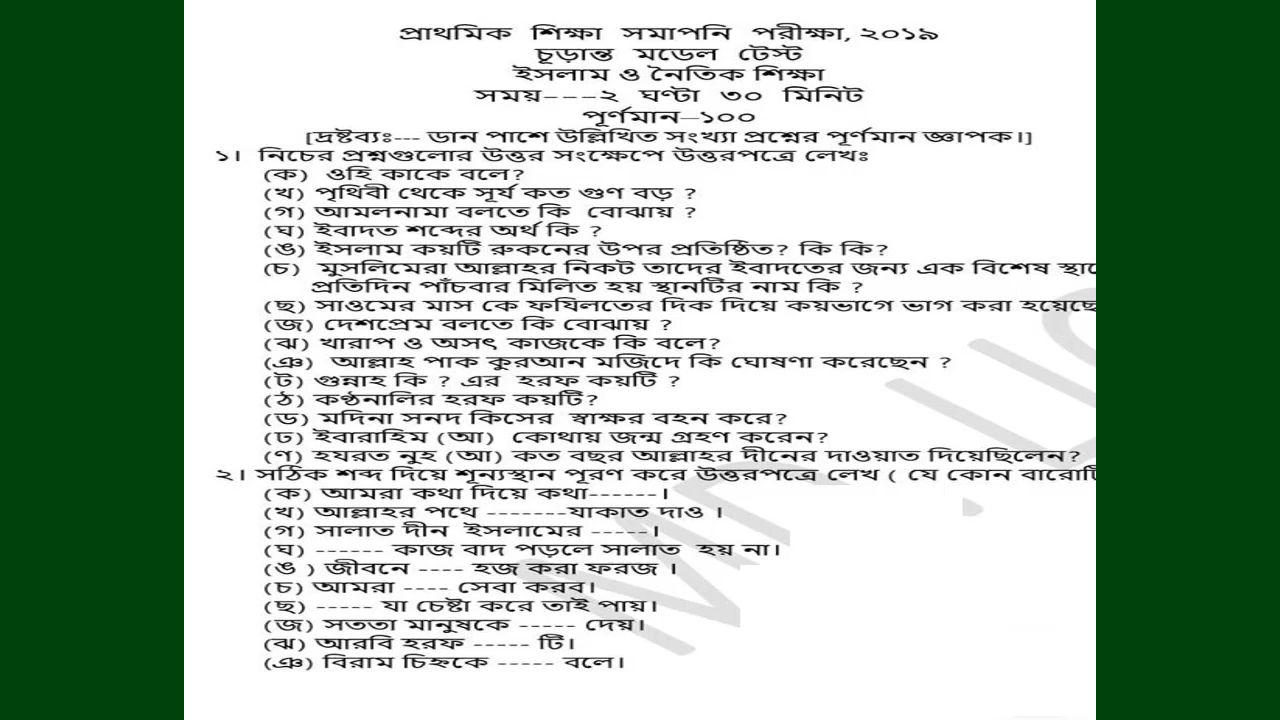 প্রাথমিক শিক্ষা সমাপনি পরীক্ষা, ২০১৯
চূড়ান্ত মডেল টেস্ট
ইসলাম ও নৈতিক শিক্ষা
সময়---২ ঘণ্টা ৩০ মিনিট
পূর্ণমান–১০০
[দ্রষ্টব্যঃ--- ডান পাশে উল্লিখিত সংখ্যা প্রশ্নের পূর্ণমান জ্ঞাপক।]
১। নিচের প্রশ্নগুলোর উত্তর সংক্ষেপে উত্তরপত্রে লেখঃ
(ক) ওহি কাকে বলে?
(খ) পৃথিবী থেকে সূর্য কত গুণ বড় ?
(গ) আমলনামা বলতে কি বোঝায় ?
(ঘ) ইবাদত শব্দের অর্থ কি ?
(ঙ) ইসলাম কয়টি রুকনের উপর প্রতিষ্ঠিত? কি কি?
(চ) মুসলিমেরা আল্লাহর নিকট তাদের ইবাদতের জন্য এক বিশেষ স্থানে
প্রতিদিন পাঁচবার মিলিত হয় স্থানটির নাম কি ?
(ছ) সাওমের মাস কে ফযিলতের দিক দিয়ে কয়ভাগে ভাগ করা হয়েছে
(জ) দেশপ্রেম বলতে কি বোঝায় ?
(ঝ) খারাপ ও অসৎ কাজকে কি বলে?
(ঞ) আল্লাহ পাক কুরআন মজিদে কি ঘোষণা করেছেন ?
(ট) গুন্নাহ কি ? এর হরফ কয়টি ?
(ঠ) কণ্ঠনালির হরফ কয়টি?
(ড) মদিনা সনদ কিসের স্বাক্ষর বহন করে?
(ঢ) ইবারাহিম (আ) কোথায় জন্ম গ্রহণ করেন?
(ণ) হযরত নুহ (আ) কত বছর আল্লাহর দীনের দাওয়াত দিয়েছিলেন?
২। সঠিক শব্দ দিয়ে শূন্যস্থান পূরণ করে উত্তরপত্রে লেখ ( যে কোন বারোটি
(ক) আমরা কথা দিয়ে কথা------।
(খ) আল্লাহর পথে -------যাকাত দাও ।
(গ) সালাত দীন ইসলামের -----।
(ঘ) ------ কাজ বাদ পড়লে সালাত হয় না।
(ঙ ) জীবনে ---- হজ করা ফরজ ।
(চ) আমরা ---- সেবা করব।
(ছ) ----- যা চেষ্টা করে তাই পায়।
(জ) সততা মানুষকে ----- দেয়।
(ঝ) আরবি হরফ ----- টি।
(ঞ) বিরাম চিহ্নকে ----- বলে।